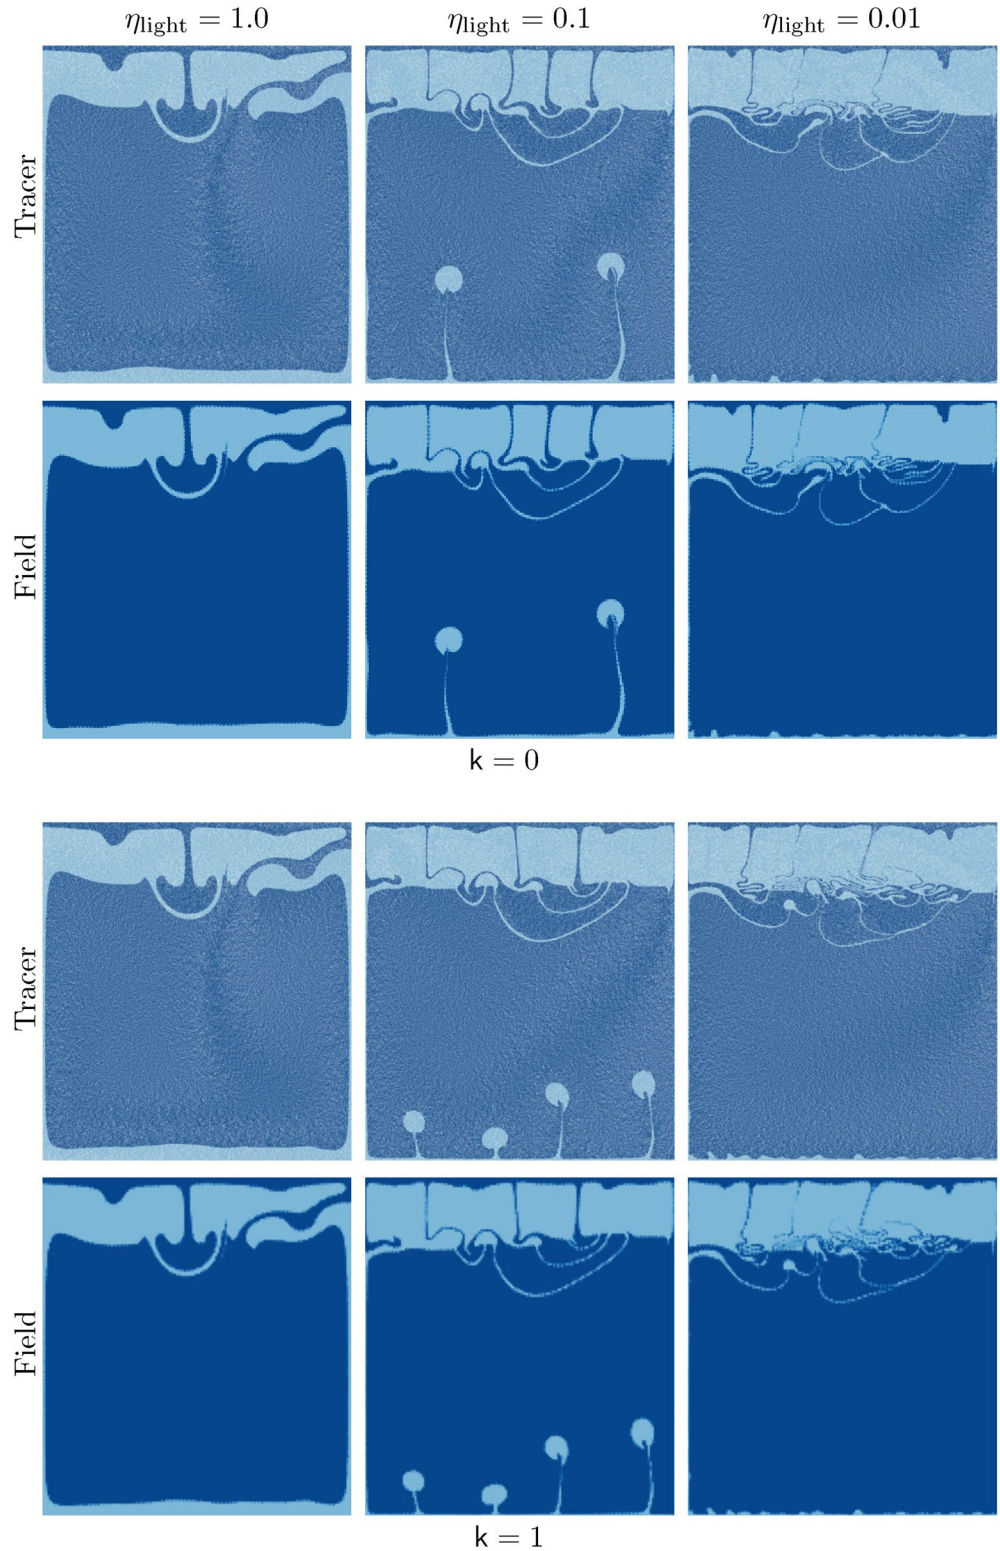 η_light = 1.0 η_light = 0.1 η_light = 0.01
Tracer
Field
k = 0
Tracer
Field
k = 1